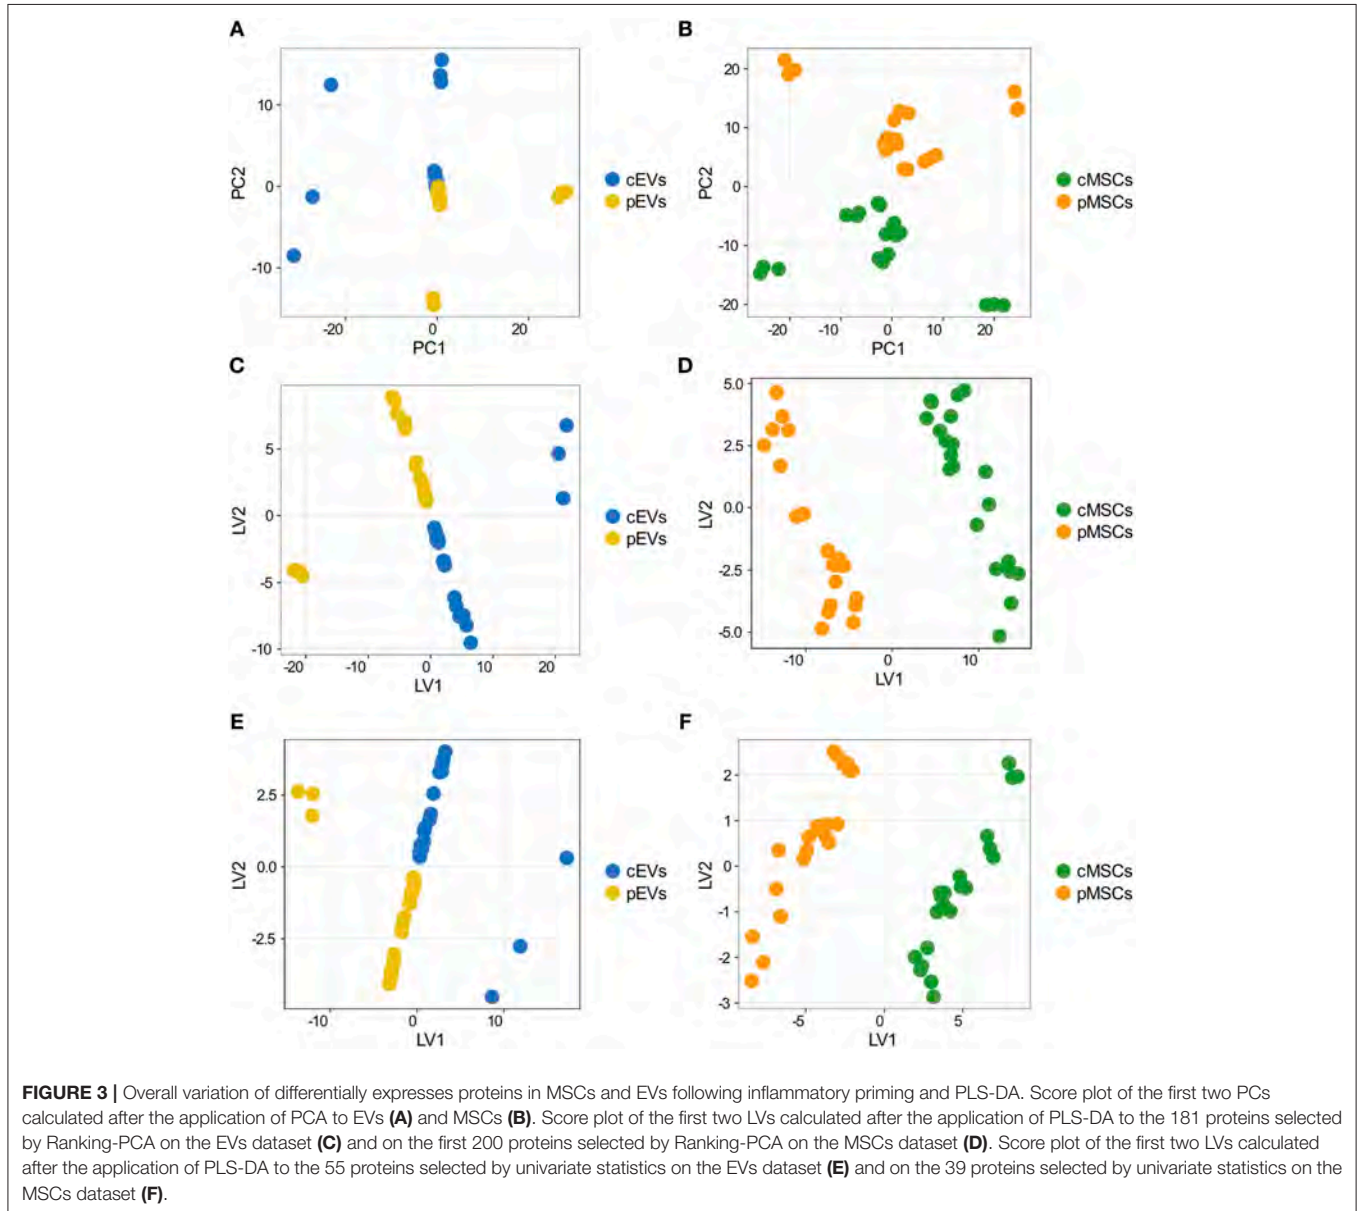 A
10
0
-10
PC2
-20
0
20
PC1
cEVs
pEVs
B
20
10
0
-10
-20
PC2
-20
-10
0
10
20
PC1
cMSCs
pMSCs
C
5
0
-5
-10
LV2
-20
-10
0
10
20
LV1
cEVs
pEVs
D
5.0
2.5
0.0
-2.5
-5.0
LV2
-10
0
10
LV1
cMSCs
pMSCs
E
2.5
0.0
-2.5
LV2
-10
0
10
LV1
cEVs
pEVs
F
2
1
0
-1
-2
-3
LV2
-5
0
5
LV1
cMSCs
pMSCs
FIGURE 3 | Overall variation of differentially expresses proteins in MSCs and EVs following inflammatory priming and PLS-DA. Score plot of the first two PCs
calculated after the application of PCA to EVs (A) and MSCs (B). Score plot of the first two LVs calculated after the application of PLS-DA to the 181 proteins selected
by Ranking-PCA on the EVs dataset (C) and on the first 200 proteins selected by Ranking-PCA on the MSCs dataset (D). Score plot of the first two LVs calculated
after the application of PLS-DA to the 55 proteins selected by univariate statistics on the EVs dataset (E) and on the 39 proteins selected by univariate statistics on the
MSCs dataset (F).